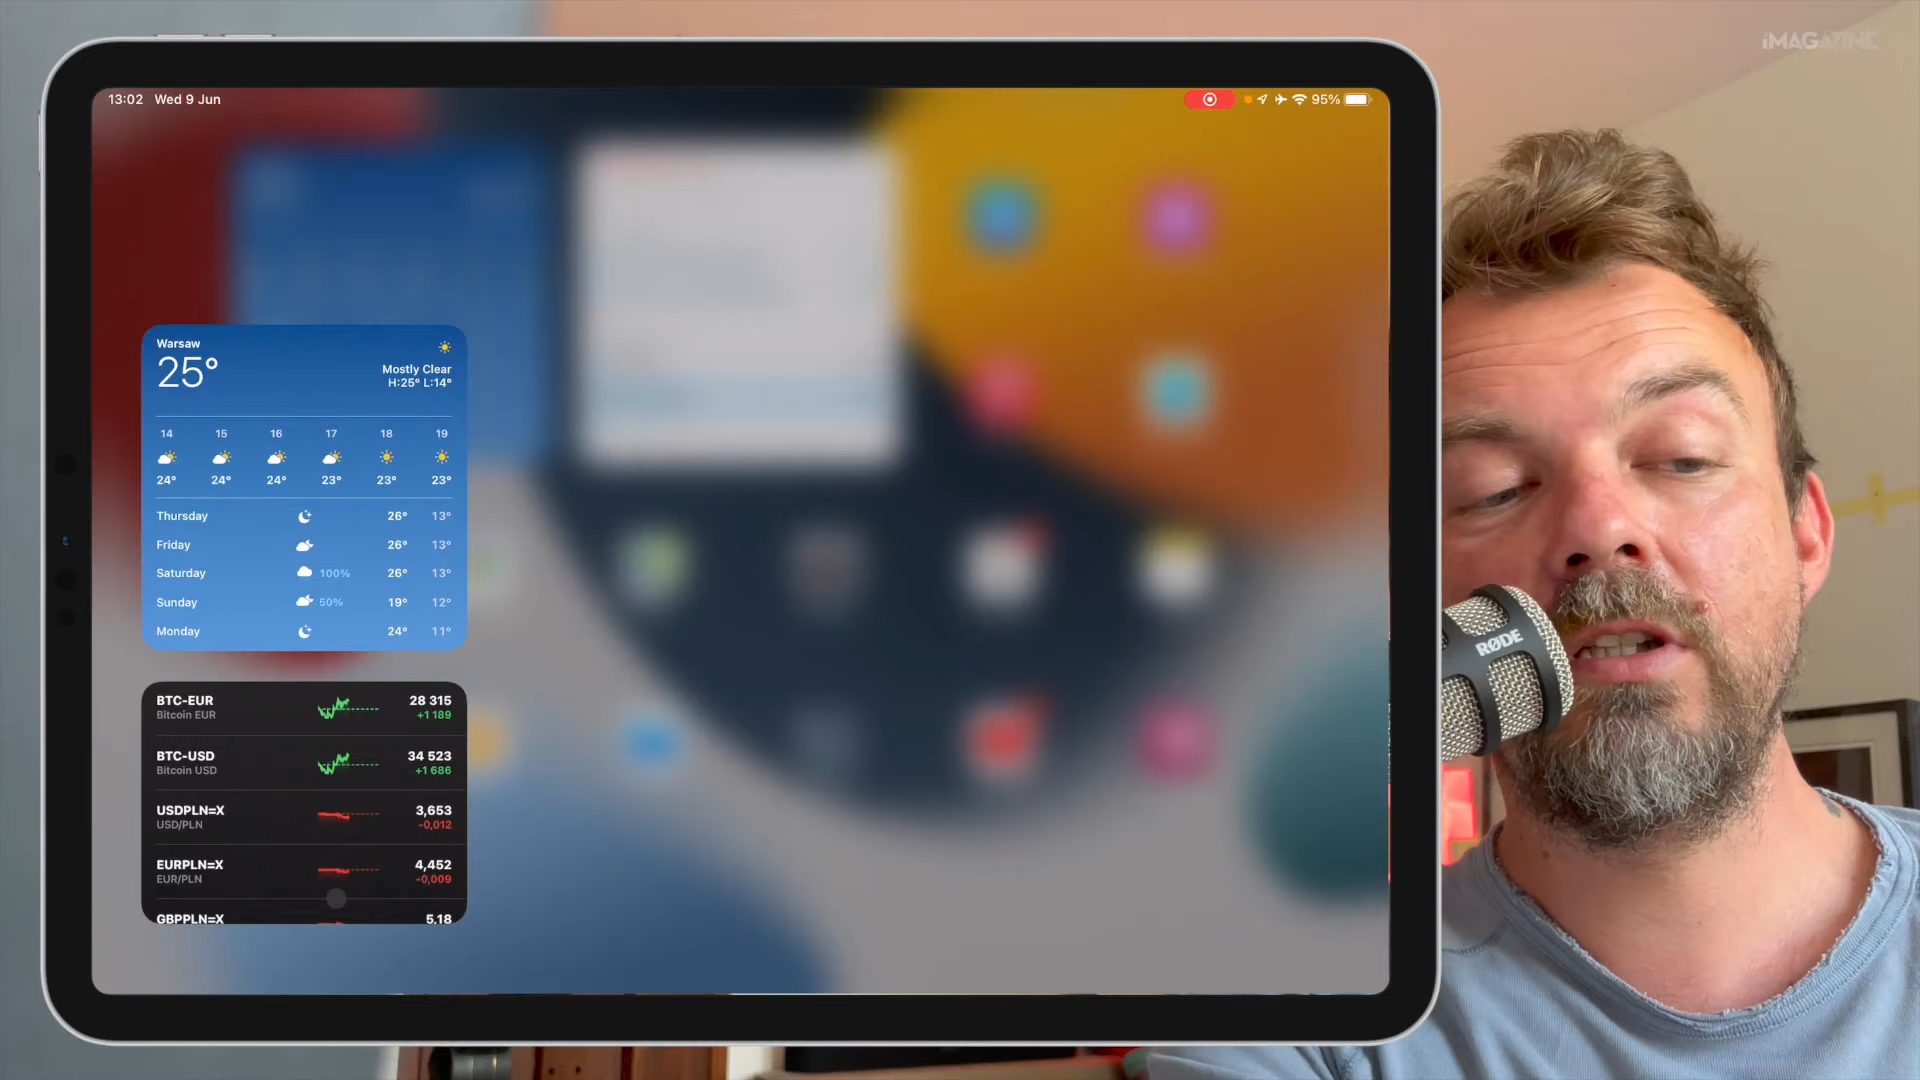 iMAGAZINE
13:02 Wed 9 Jun
95%
Warsaw
25°
Mostly Clear
H:25° L:14°
14 15 16 17 18 19
24° 24° 24° 23° 23° 23°
Thursday 26° 13°
Friday 26° 13°
Saturday 100% 26° 13°
Sunday 50% 19° 12°
Monday 24° 11°
BTC-EUR 28 315
Bitcoin EUR +1 189
BTC-USD 34 523
Bitcoin USD +1 686
USDPLN=X 3,653
USD/PLN -0,012
EURPLN=X 4,452
EUR/PLN -0,009
GBPPLN=X 5,18
RØDE